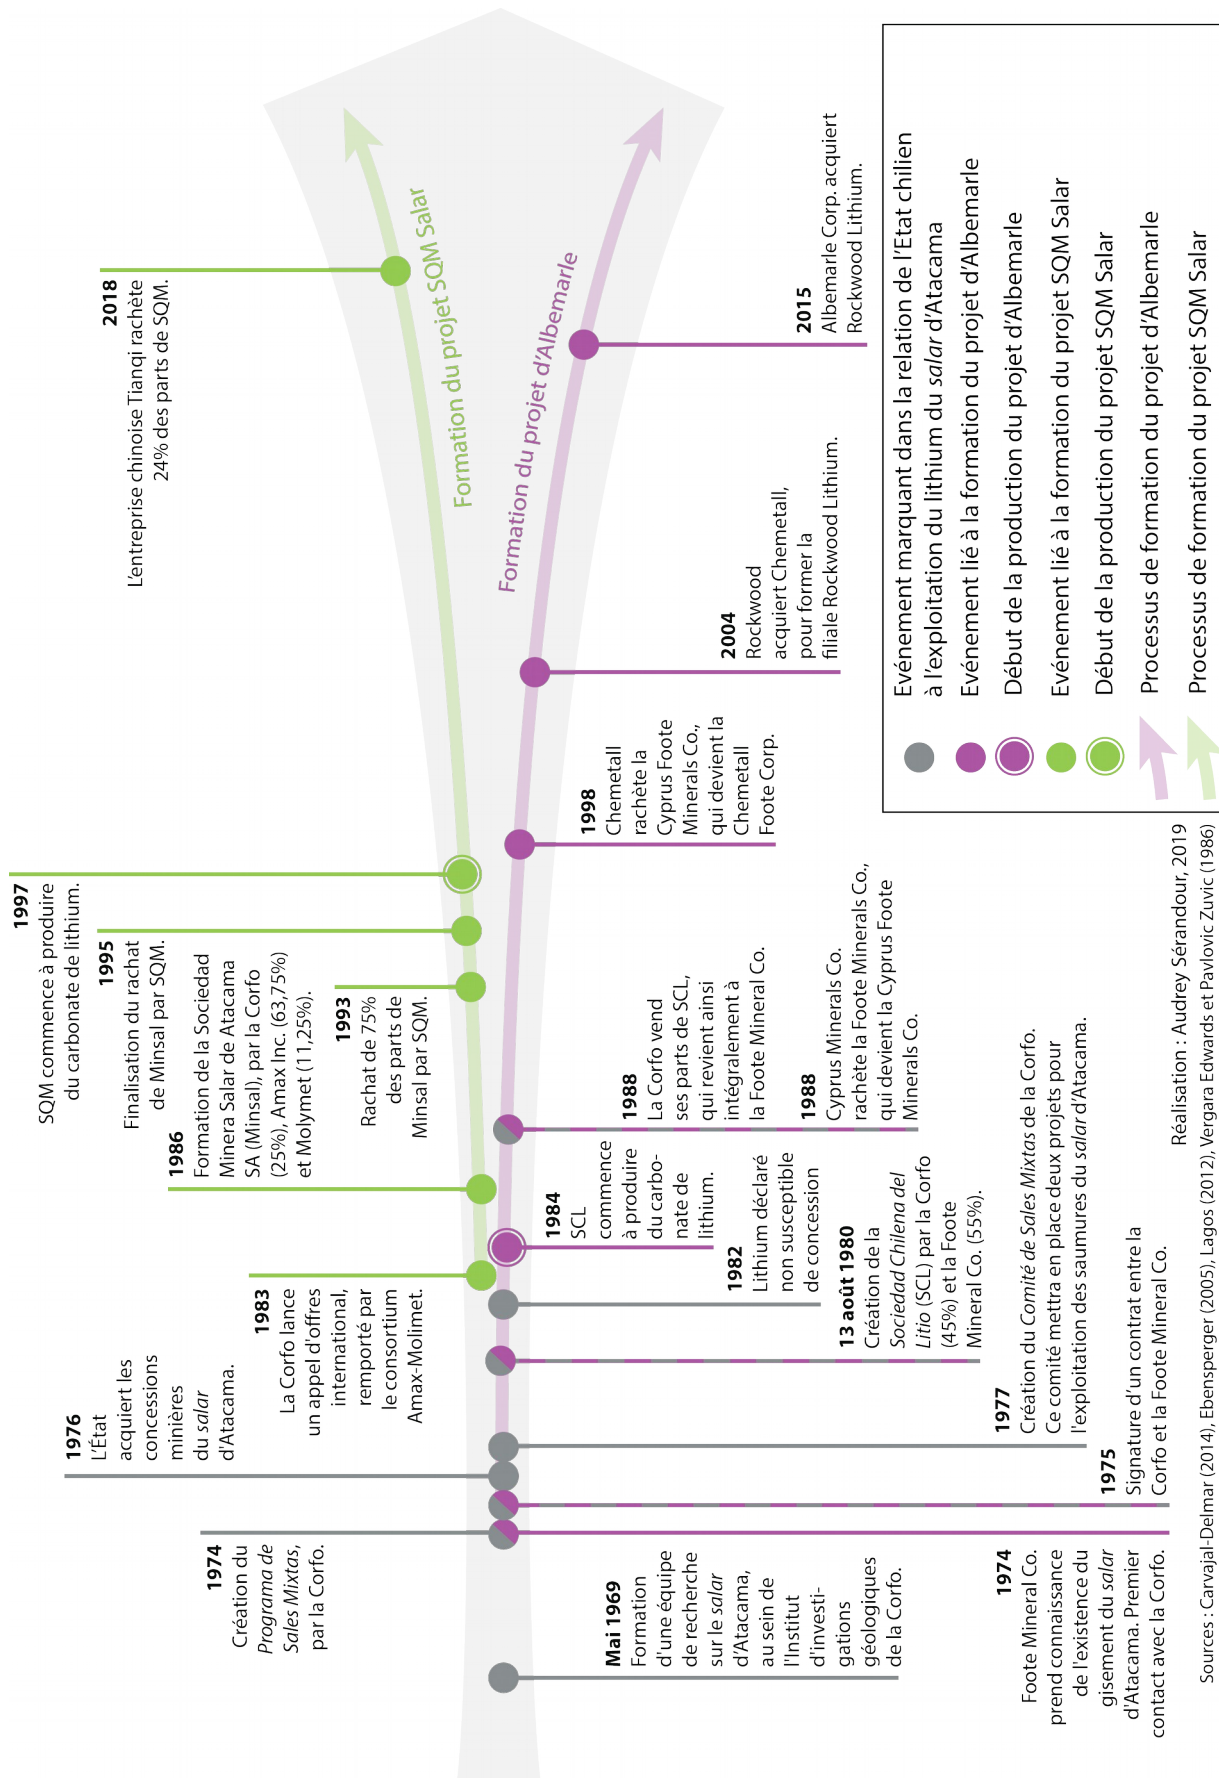 Mai 1969
Formation
d'une équipe
de recherche
sur le salar
d'Atacama,
au sein de
l'Institut
d'investi-
gations
géologiques
de la Corfo.
1974
Création du
Programa de
Sales Mixtas,
par la Corfo.
1974
Foote Mineral Co.
prend connaissance
de l'existence du
gisement du salar
d'Atacama. Premier
contact avec la Corfo.
1975
Signature d'un contrat entre la
Corfo et la Foote Mineral Co.
1976
L'État
acquiert les
concessions
minières
du salar
d'Atacama.
1977
Création du Comité de Sales Mixtas de la Corfo.
Ce comité mettra en place deux projets pour
l'exploitation des saumures du salar d'Atacama.
13 août 1980
Création de la
Sociedad Chilena del
Litio (SCL) par la Corfo
(45%) et la Foote
Mineral Co. (55%).
1982
Lithium déclaré
non susceptible
de concession
1983
La Corfo lance
un appel d'offres
international,
remporté par
le consortium
Amax-Molimet.
1984
SCL
commence
à produire
du carbo-
nate de
lithium.
1986
Formation de la Sociedad
Minera Salar de Atacama
SA (Minsal), par la Corfo
(25%), Amax Inc. (63,75%)
et Molymet (11,25%).
1988
La Corfo vend
ses parts de SCL,
qui revient ainsi
intégralement à
la Foote Mineral Co.
1988
Cyprus Minerals Co.
rachète la Foote Minerals Co.,
qui devient la Cyprus Foote
Minerals Co.
1993
Rachat de 75%
des parts de
Minsal par SQM.
1995
Finalisation du rachat
de Minsal par SQM.
1997
SQM commence à produire
du carbonate de lithium.
1998
Chemetall
rachète la
Cyprus Foote
Minerals Co.,
qui devient la
Chemetall
Foote Corp.
2004
Rockwood
acquiert Chemetall,
pour former la
filiale Rockwood Lithium.
2015
Albemarle Corp. acquiert
Rockwood Lithium.
2018
L'entreprise chinoise Tianqi rachète
24% des parts de SQM.
Formation du projet SQM Salar
Formation du projet d'Albemarle
Evénement marquant dans la relation de l'Etat chilien
à l'exploitation du lithium du salar d'Atacama
Evénement lié à la formation du projet d'Albemarle
Début de la production du projet d'Albemarle
Evénement lié à la formation du projet SQM Salar
Début de la production du projet SQM Salar
Processus de formation du projet d'Albemarle
Processus de formation du projet SQM Salar
Réalisation : Audrey Sérandour, 2019
Sources : Carvajal-Delmar (2014), Ebensperger (2005), Lagos (2012), Vergara Edwards et Pavlovic Zuvic (1986)